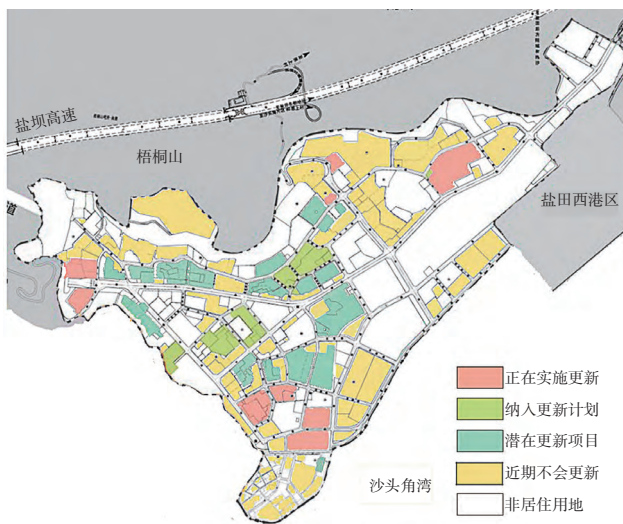 盐坝高速
梧桐山
盐田西港区
道
正在实施更新
纳入更新计划
潜在更新项目
近期不会更新
非居住用地
沙头角湾